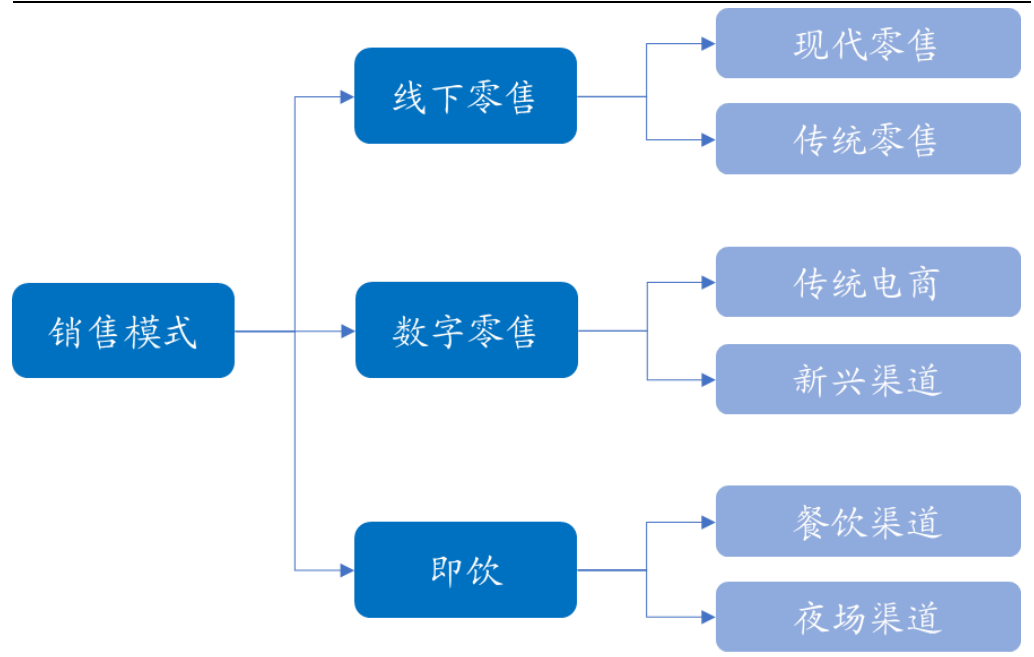 现代零售
线下零售
传统零售
传统电商
销售模式
数字零售
新兴渠道
餐饮渠道
即饮
夜场渠道